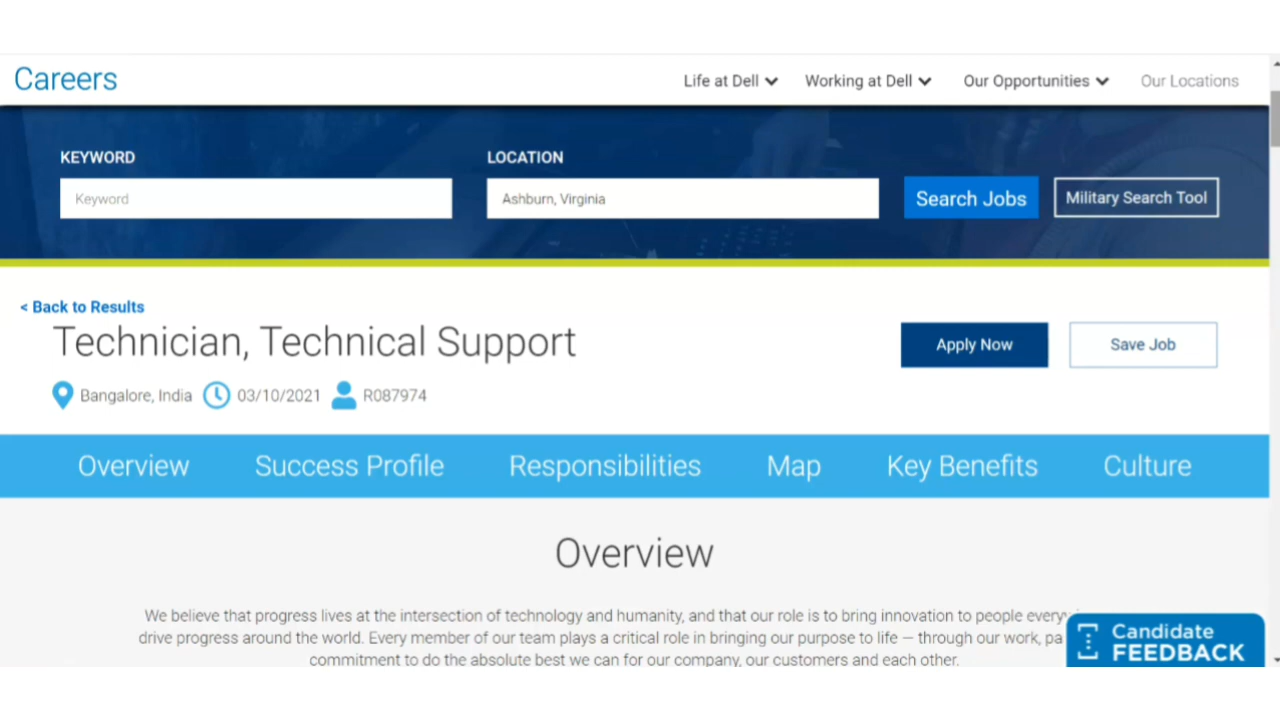 Careers
Life at Dell
Working at Dell
Our Opportunities
Our Locations
KEYWORD
LOCATION
Keyword
Ashburn, Virginia
Search Jobs
Military Search Tool
< Back to Results
Technician, Technical Support
Apply Now
Save Job
Bangalore, India
03/10/2021
R087974
Overview
Success Profile
Responsibilities
Map
Key Benefits
Culture
Overview
We believe that progress lives at the intersection of technology and humanity, and that our role is to bring innovation to people
drive progress around the world. Every member of our team plays a critical role in bringing our purpose to life — through our work,
commitment to do the absolute best we can for our company, our customers and each other.
Candidate
FEEDBACK